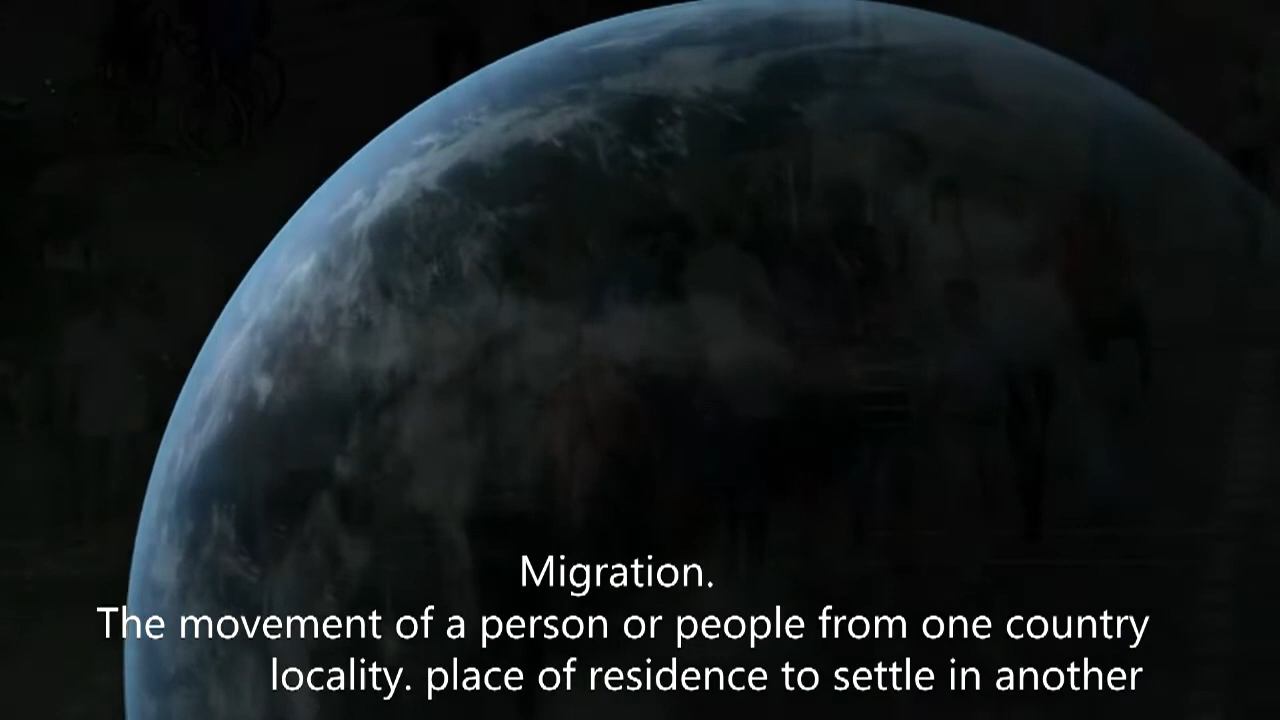 Migration.
The movement of a person or people from one country
locality. place of residence to settle in another